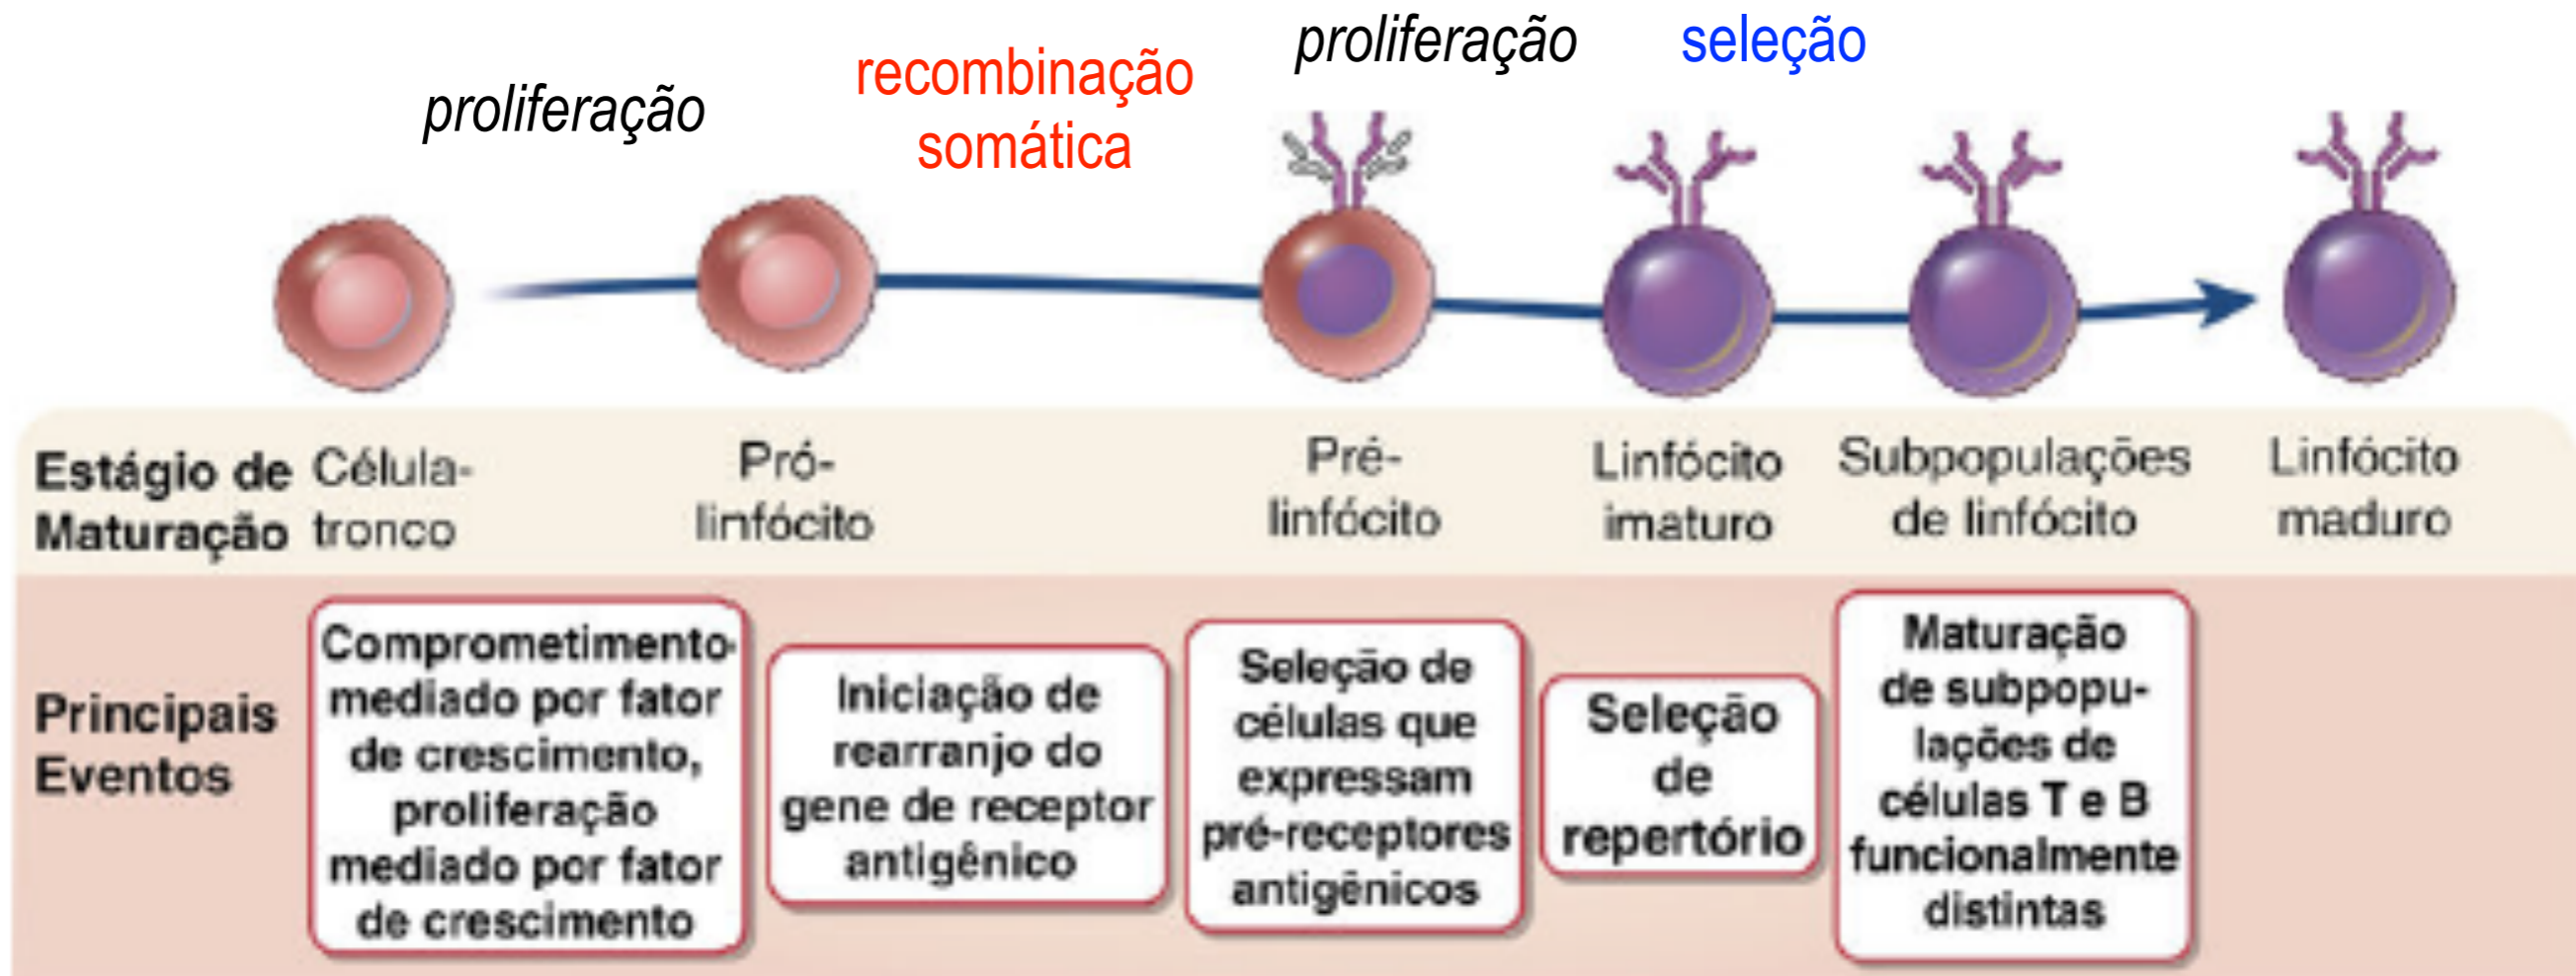 proliferação
recombinação
somática
proliferação
seleção
Estágio de
Maturação
Célula-
tronco
Pró-
linfócito
Pré-
linfócito
Linfócito
imaturo
Subpopulações
de linfócito
Linfócito
maduro
Principais
Eventos
Comprometimento
mediado por fator
de crescimento,
proliferação
mediado por fator
de crescimento
Iniciação de
rearranjo do
gene de receptor
antigênico
Seleção de
células que
expressam
pré-receptores
antigênicos
Seleção
de
repertório
Maturação
de subpopu-
lações de
células T e B
funcionalmente
distintas